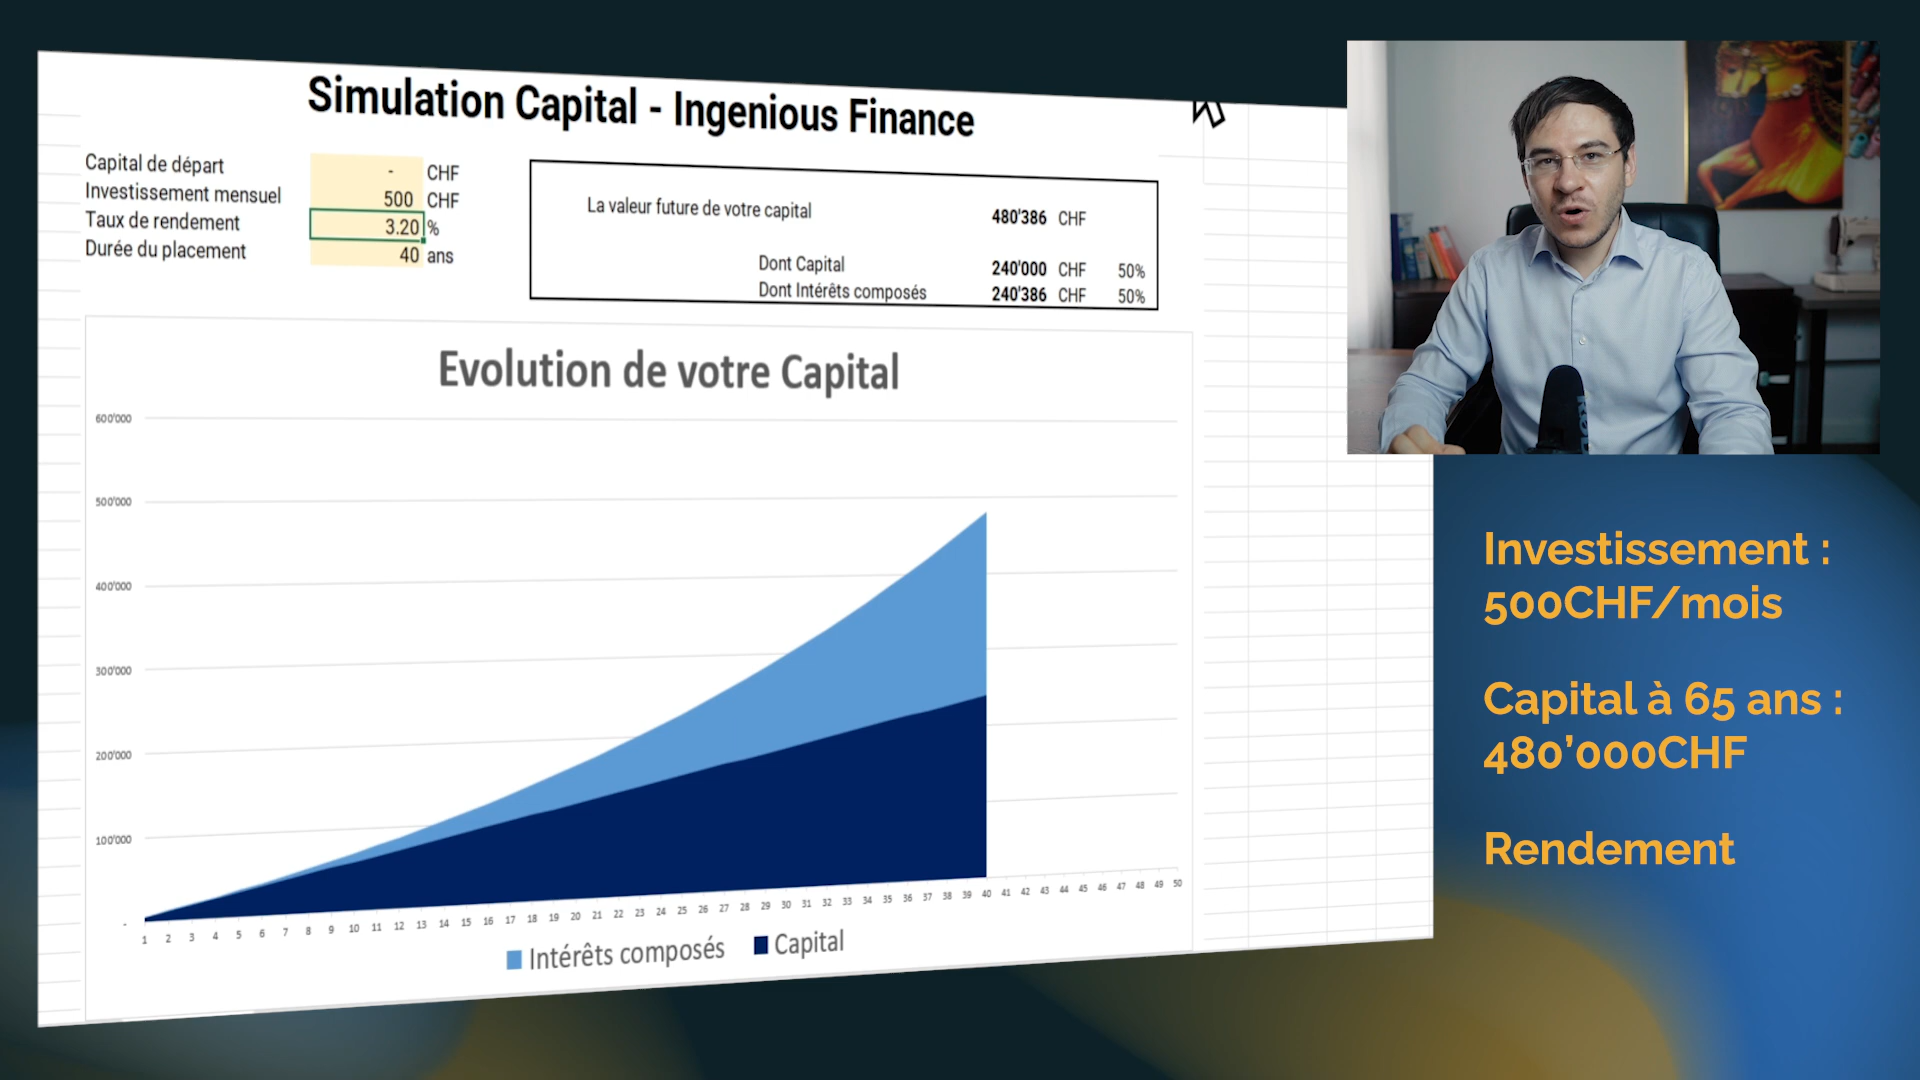 Simulation Capital - Ingenious Finance
Capital de départ - CHF
Investissement mensuel 500 CHF
Taux de rendement 3.20 %
Durée du placement 40 ans
La valeur future de votre capital 480'386 CHF
Dont Capital 240'000 CHF 50%
Dont Intérêts composés 240'386 CHF 50%
Evolution de votre Capital
600'000
500'000
400'000
300'000
200'000
100'000
-
1 2 3 4 5 6 7 8 9 10 11 12 13 14 15 16 17 18 19 20 21 22 23 24 25 26 27 28 29 30 31 32 33 34 35 36 37 38 39 40 41 42 43 44 45 46 47 48 49 50
Intérêts composés Capital
Investissement :
500CHF/mois
Capital à 65 ans :
480’000CHF
Rendement